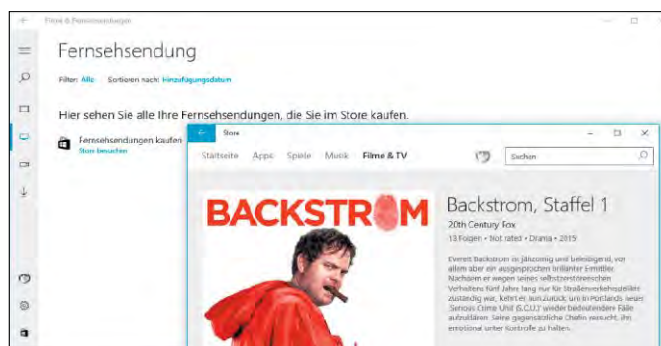 Filme & Fernsehsendungen
Fernsehsendung
Filter: Alle Sortieren nach: Hinzufügungsdatum
Hier sehen Sie alle Ihre Fernsehsendungen, die Sie im Store kaufen.
Fernsehsendungen kaufen
Store besuchen
Store
Startseite Apps Spiele Musik Filme & TV
Suchen
BACKSTROM
Backstrom, Staffel 1
20th Century Fox
13 Folgen • Not rated • Drama • 2015
Everett Backstrom ist jähzornig und beleidigend, vor
allem aber ein ausgesprochen brillanter Ermittler.
Nachdem er wegen seines selbstzerstörerischen
Verhaltens fünf Jahre lang nur für Straßenverkehrsdelikte
zuständig war, kehrt er nun zurück, um in Portlands neuer
Serious Crime Unit (S.C.U.) wieder bedeutendere Fälle
aufzuklären. Seine gegensätzliche Chefin versucht, ihn
emotional unter Kontrolle zu halten.